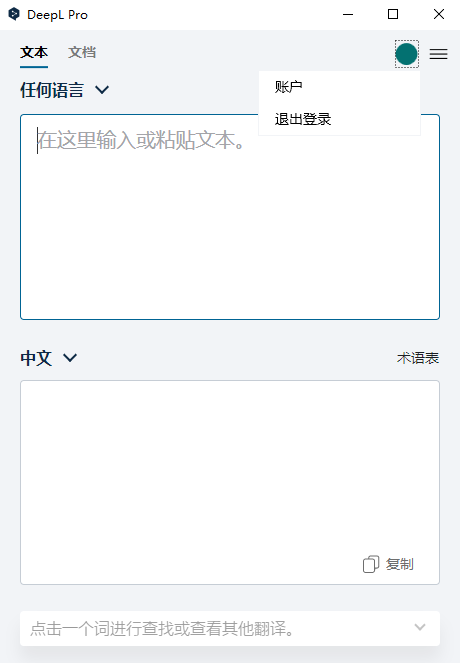 DeepL Pro
文本 文档
账户
任何语言
退出登录
在这里输入或粘贴文本。
中文 术语表
复制
点击一个词进行查找或查看其他翻译。